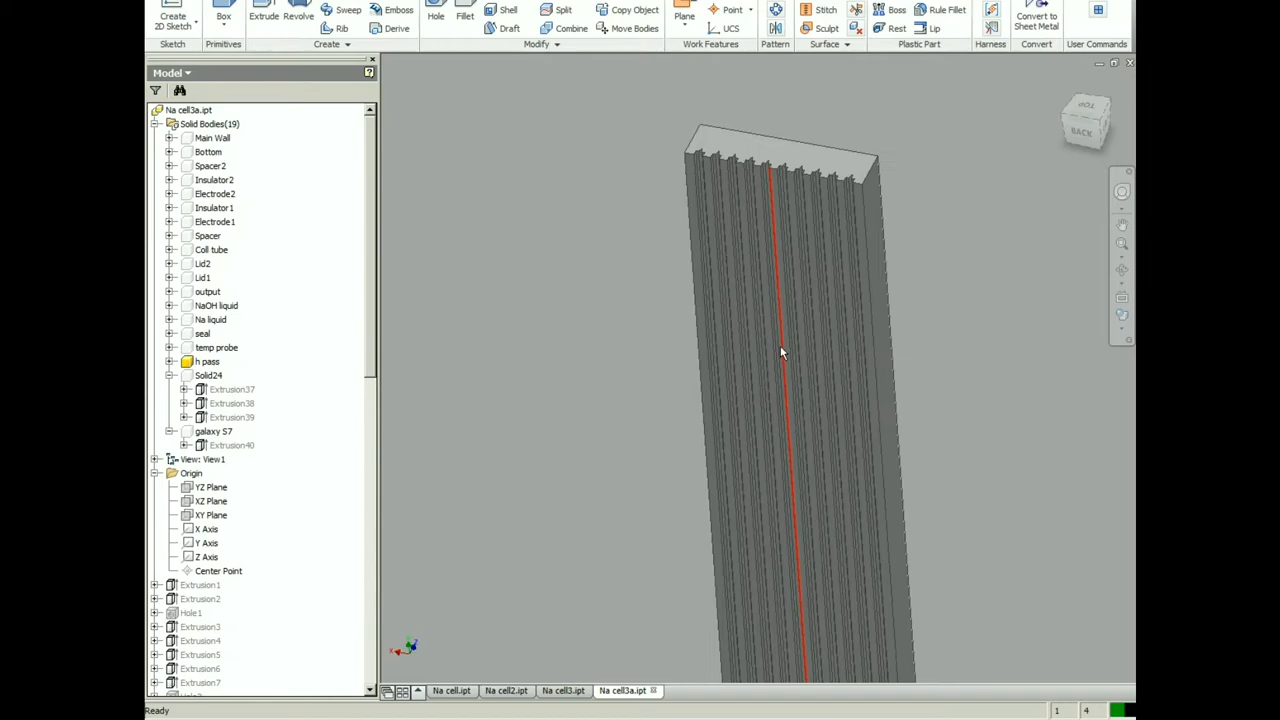 Create
2D Sketch
Box
Extrude
Revolve
Sweep
Rib
Emboss
Derive
Hole
Fillet
Shell
Draft
Split
Combine
Copy Object
Move Bodies
Plane
Point
UCS
Stitch
Sculpt
Boss
Rest
Rule Fillet
Lip
Convert to
Sheet Metal
Sketch
Primitives
Create
Modify
Work Features
Pattern
Surface
Plastic Part
Harness
Convert
User Commands
Model
Na cell3a.ipt
Solid Bodies(19)
Main Wall
Bottom
Spacer2
Insulator2
Electrode2
Insulator1
Electrode1
Spacer
Coll tube
Lid2
Lid1
output
NaOH liquid
Na liquid
seal
temp probe
h pass
Solid24
Extrusion37
Extrusion38
Extrusion39
galaxy S7
Extrusion40
View: View1
Origin
YZ Plane
XZ Plane
XY Plane
X Axis
Y Axis
Z Axis
Center Point
Extrusion1
Extrusion2
Hole1
Extrusion3
Extrusion4
Extrusion5
Extrusion6
Extrusion7
TOP
BACK
Na cell.ipt
Na cell2.ipt
Na cell3.ipt
Na cell3a.ipt
Ready
1
4